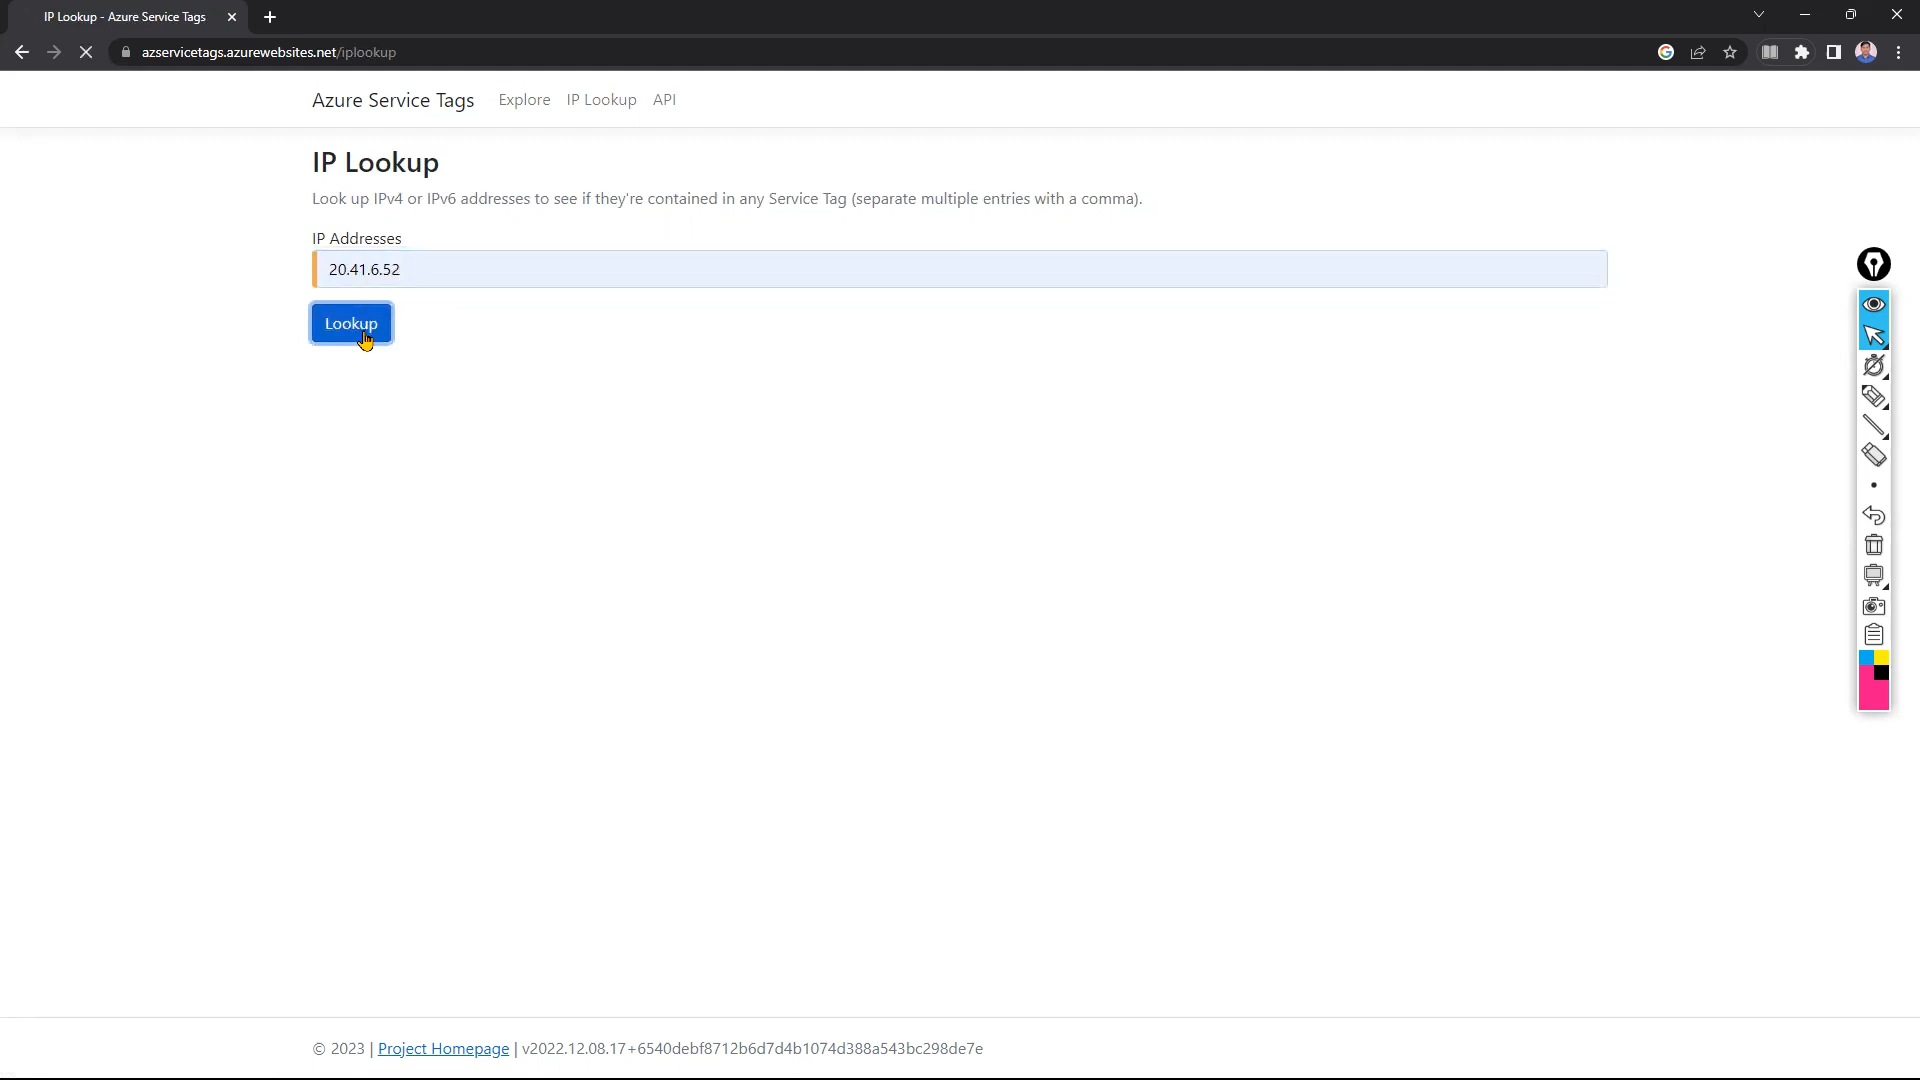 IP Lookup - Azure Service Tags
azservicetags.azurewebsites.net/iplookup
Azure Service Tags Explore IP Lookup API
IP Lookup
Look up IPv4 or IPv6 addresses to see if they're contained in any Service Tag (separate multiple entries with a comma).
IP Addresses
20.41.6.52
Lookup
© 2023 | Project Homepage | v2022.12.08.17+6540debf8712b6d7d4b1074d388a543bc298de7e